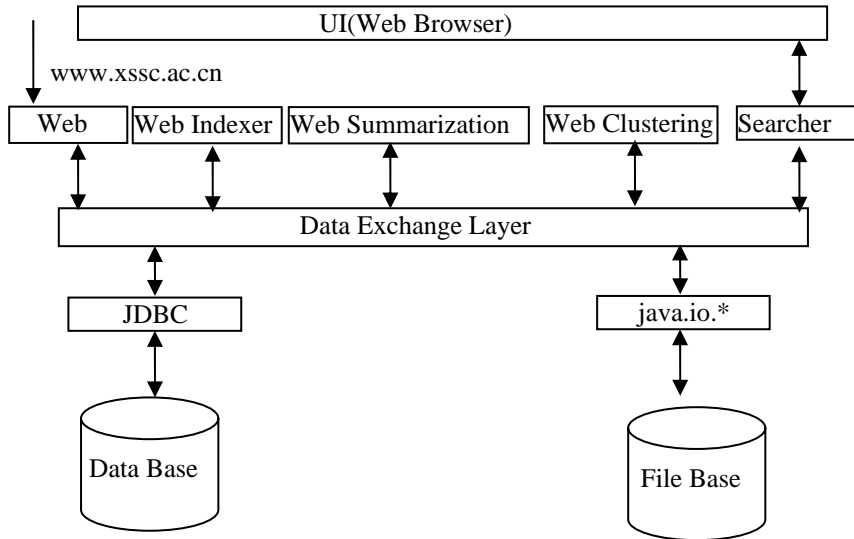 UI(Web Browser)
www.xssc.ac.cn
Web
Web Indexer
Web Summarization
Web Clustering
Searcher
Data Exchange Layer
JDBC
java.io.*
Data Base
File Base